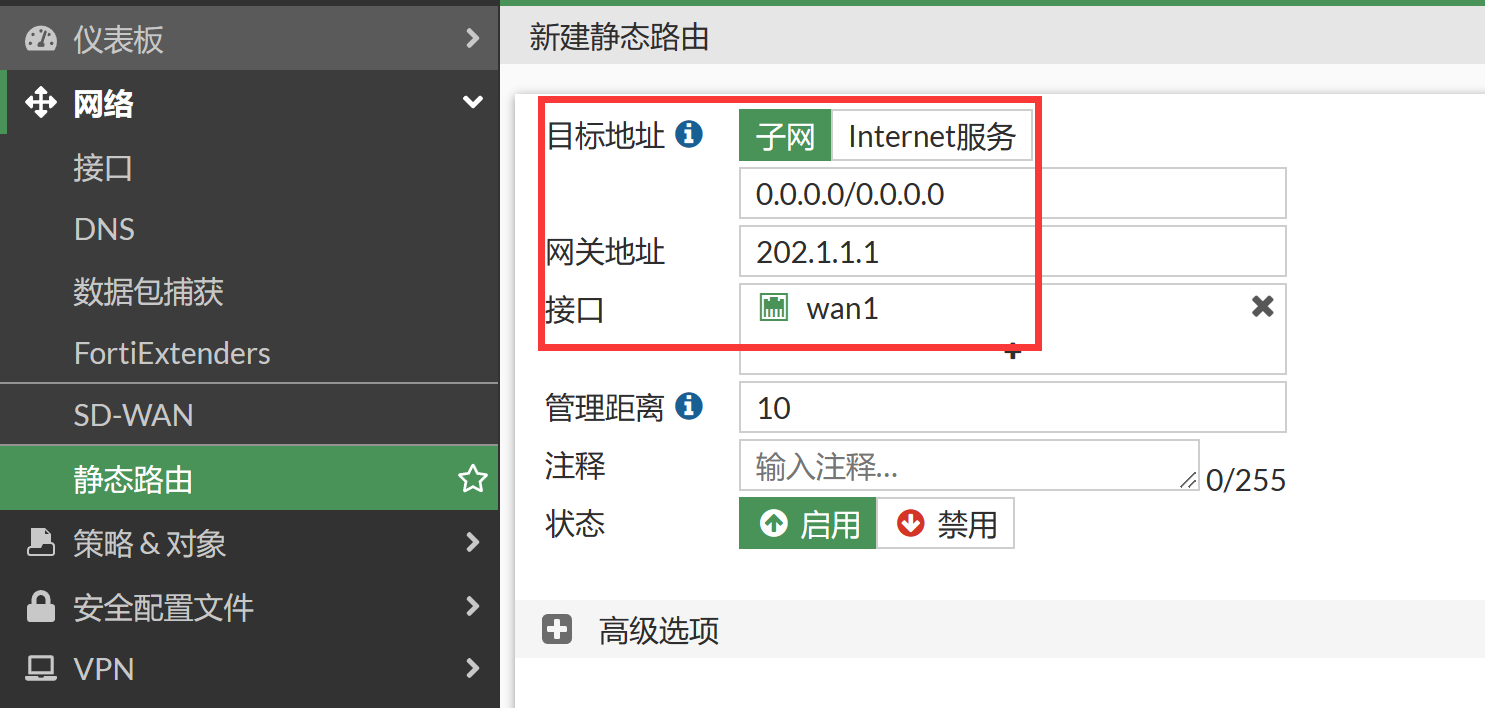 仪表板
网络
接口
DNS
数据包捕获
FortiExtenders
SD-WAN
静态路由
策略 & 对象
安全配置文件
VPN
新建静态路由
目标地址 子网 Internet服务
0.0.0.0/0.0.0.0
网关地址 202.1.1.1
接口 wan1
管理距离 10
注释 输入注释... 0/255
状态 启用 禁用
高级选项